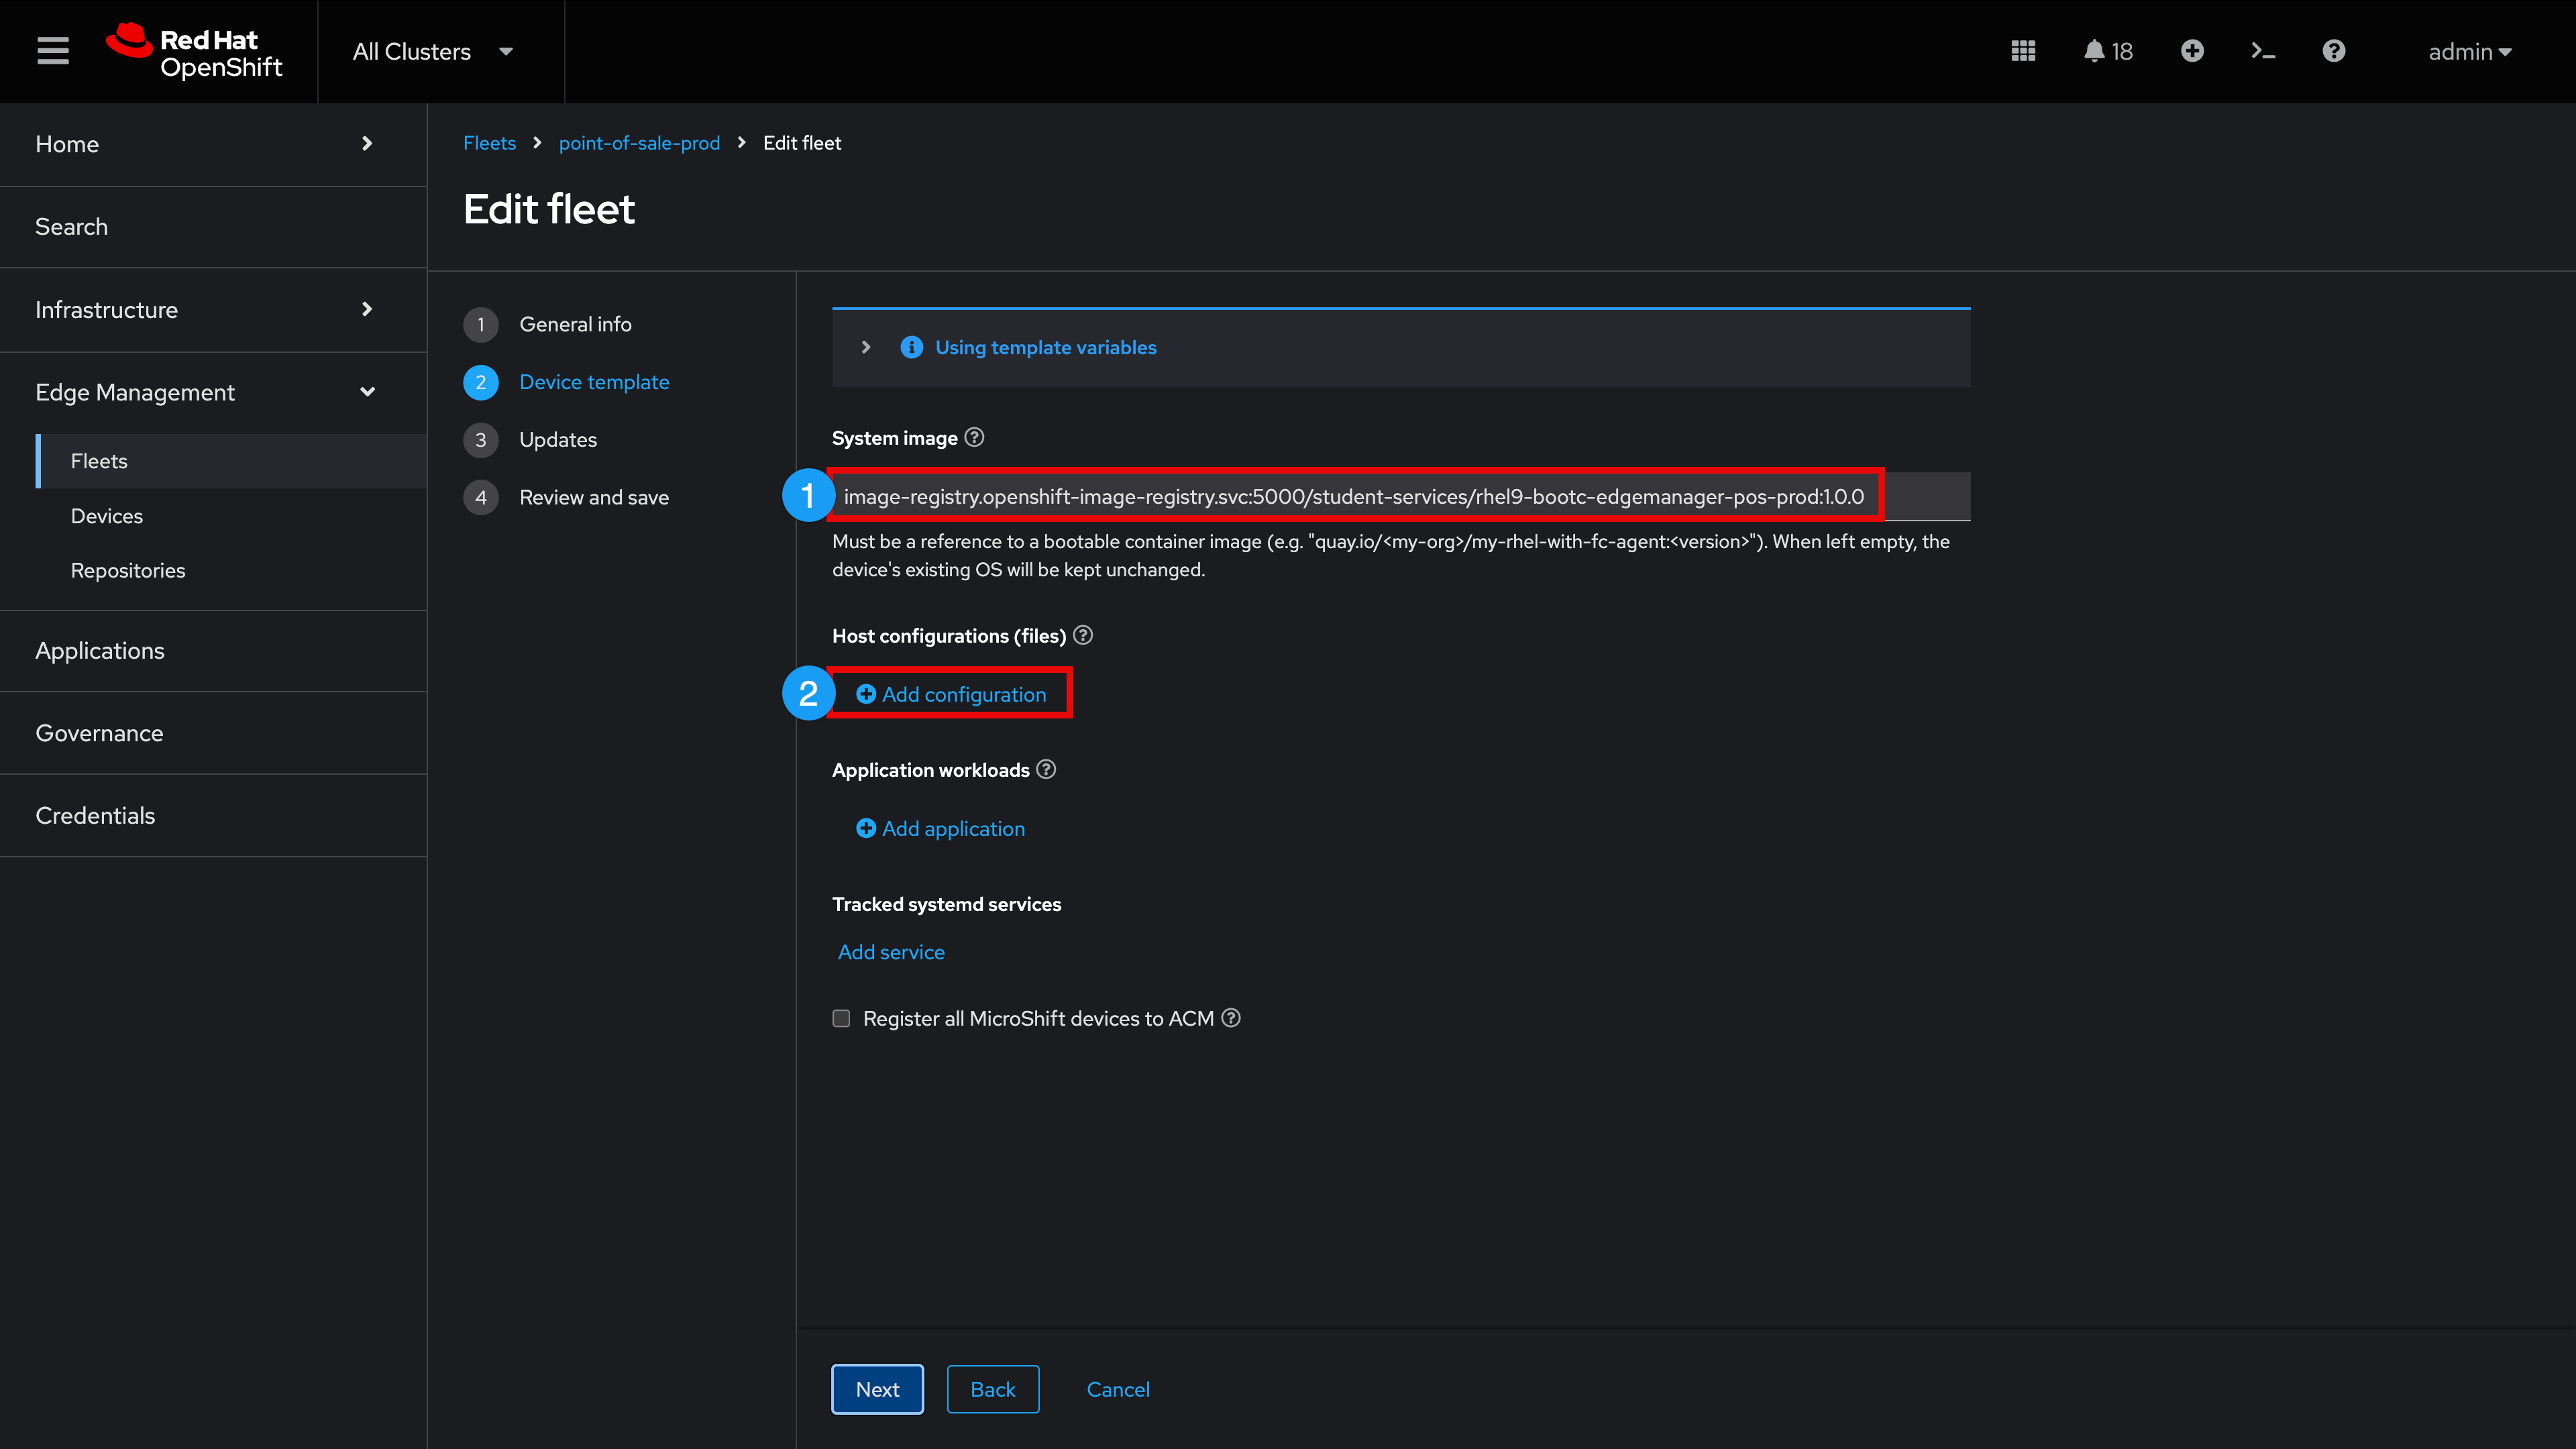 Red Hat
OpenShift
All Clusters
18
admin
Home
Search
Infrastructure
Edge Management
Fleets
Devices
Repositories
Applications
Governance
Credentials
Fleets > point-of-sale-prod > Edit fleet
Edit fleet
1 General info
2 Device template
3 Updates
4 Review and save
Using template variables
System image
1 image-registry.openshift-image-registry.svc:5000/student-services/rhel9-bootc-edgemanager-pos-prod:1.0.0
Must be a reference to a bootable container image (e.g. "quay.io/<my-org>/my-rhel-with-fc-agent:<version>"). When left empty, the
device's existing OS will be kept unchanged.
Host configurations (files)
2 Add configuration
Application workloads
Add application
Tracked systemd services
Add service
Register all MicroShift devices to ACM
Next Back Cancel